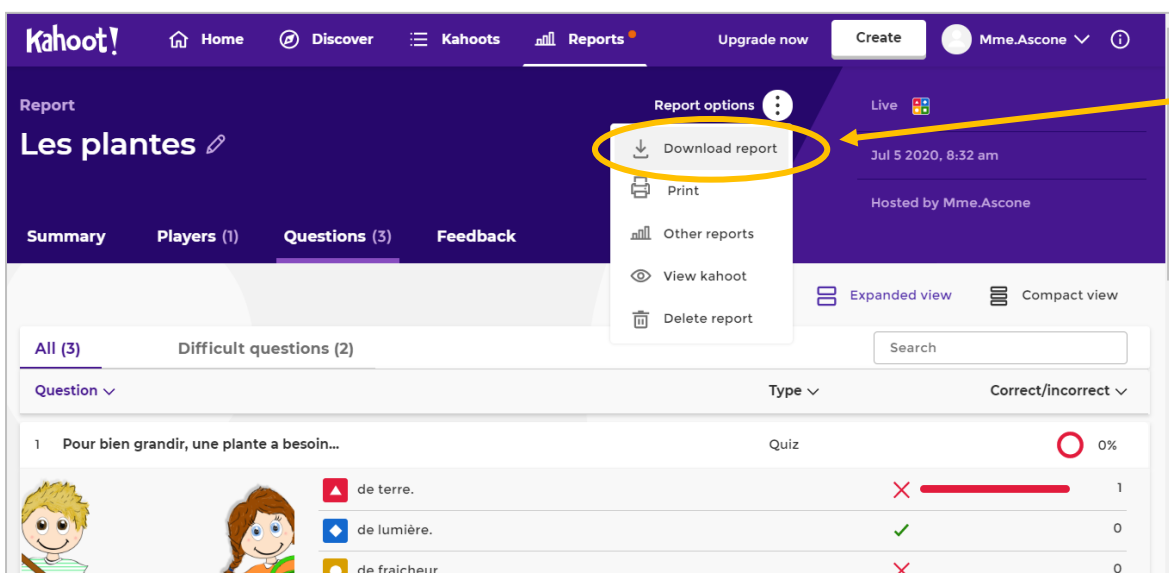 Kahoot! Home Discover Kahoots Reports Upgrade now Create Mme.Ascone
Report
Report options
Live
Les plantes
Download report
Jul 5 2020, 8:32 am
Print
Hosted by Mme.Ascone
Summary Players (1) Questions (3) Feedback
Other reports
View kahoot
Expanded view Compact view
Delete report
All (3) Difficult questions (2) Search
Question Type Correct/incorrect
1 Pour bien grandir, une plante a besoin... Quiz 0%
de terre. 1
de lumière. 0
de fraicheur 0